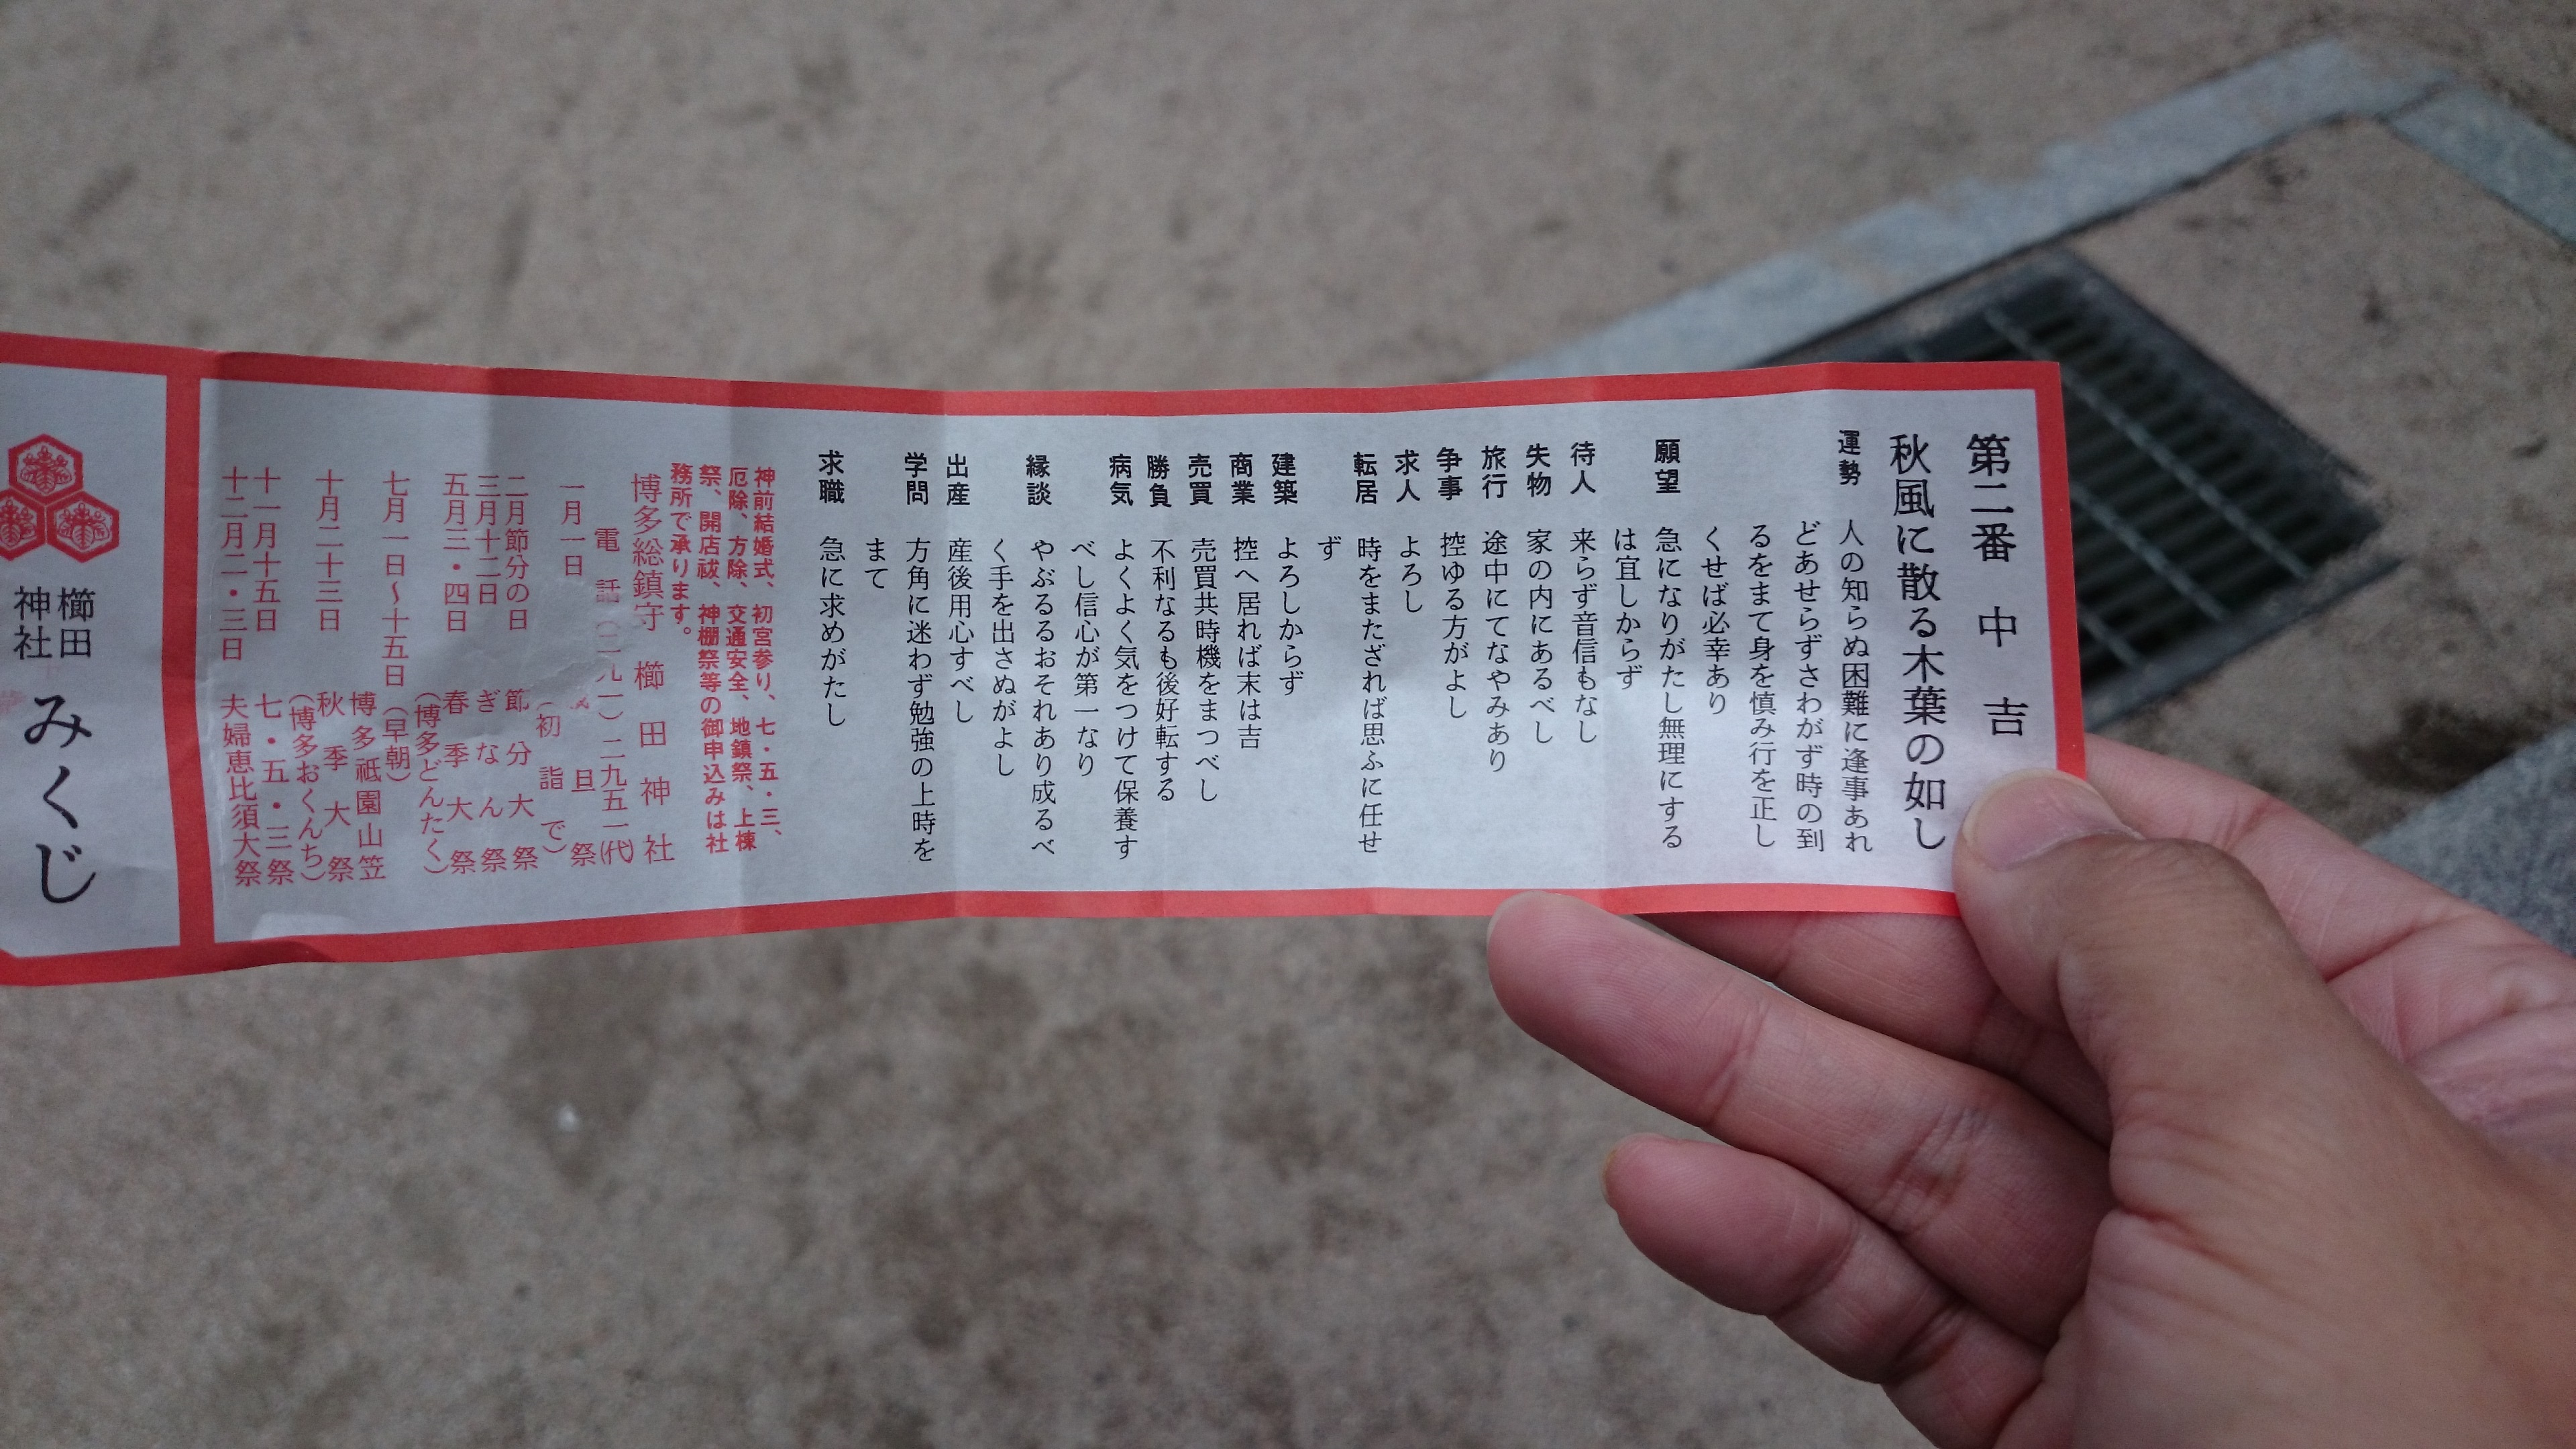 第二番　中　吉
秋風に散る木葉の如し
運勢　人の知らぬ困難に逢事あれ
どあせらずさわがず時の到
るをまて身を慎み行を正し
くせば必幸あり
願望　急になりがたし無理にする
は宜しからず
待人　来らず音信もなし
失物　家の内にあるべし
旅行　途中にてなやみあり
争事　控ゆる方がよし
求人　よろし
転居　時をまたざれば思ふに任せ
ず
建築　よろしからず
商業　控へ居れば末は吉
売買　売買共時機をまつべし
勝負　不利なるも後好転する
病気　よくよく気をつけて保養す
べし信心が第一なり
縁談　やぶるるおそれあり成るべ
く手を出さぬがよし
出産　産後用心すべし
学問　方角に迷わず勉強の上時を
まて
求職　急に求めがたし
神前結婚式、初宮参り、七・五・三、
厄除、方除、交通安全、地鎮祭、上棟
祭、開店祓、神棚祭等の御申込みは社
務所で承ります。
博多総鎮守　櫛田神社
電話（二九一）二九五一（代）
一月一日　旦祭
（初詣で）
二月節分の日　節分大祭
三月十二日　ぎなん祭
五月三・四日　春季大祭
（博多どんたく）
七月一日～十五日（早朝）
博多祗園山笠
十月二十三日　秋季大祭
（博多おくんち）
十一月十五日　七・五・三祭
十二月二・三日　夫婦恵比須大祭
櫛田
神社
みくじ